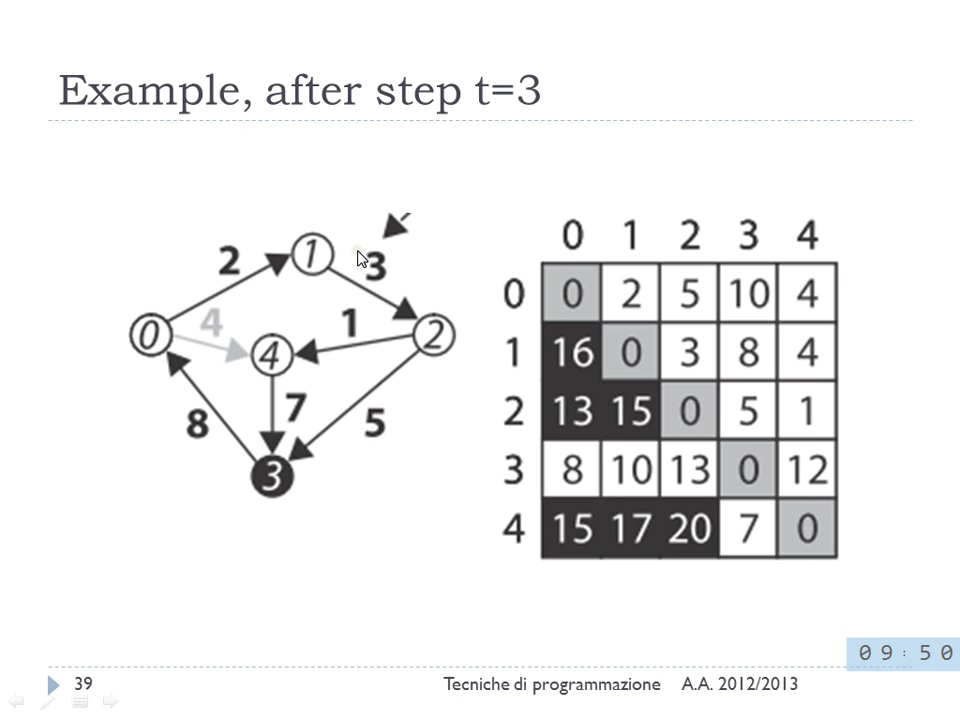 Example, after step t=3
2
1
3
0
4
4
1
2
8
7
5
3
0 1 2 3 4
0 0 2 5 10 4
1 16 0 3 8 4
2 13 15 0 5 1
3 8 10 13 0 12
4 15 17 20 7 0
09:50
39 Tecniche di programmazione A.A. 2012/2013